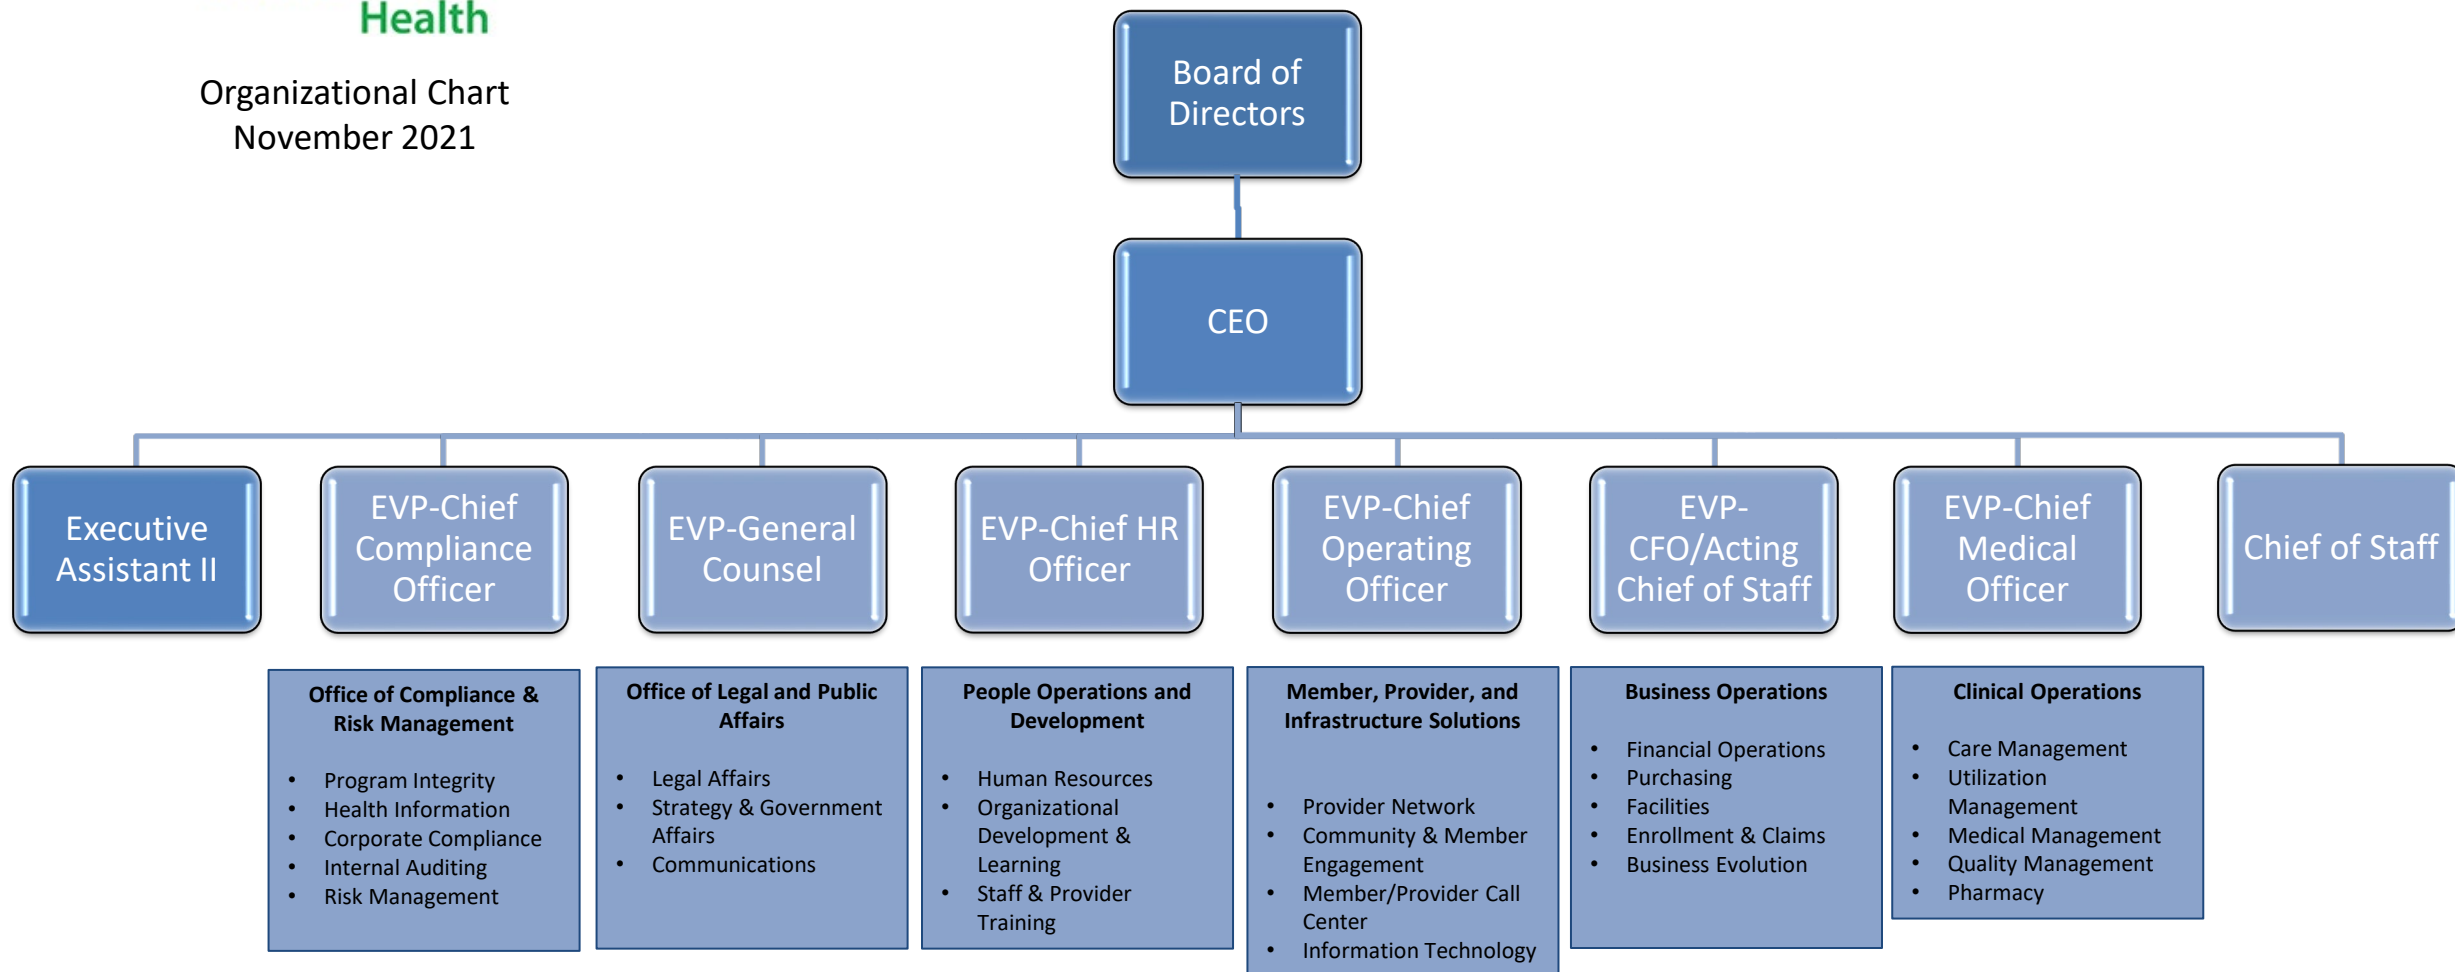 Health
Organizational Chart
November 2021
Board of
Directors
CEO
Executive
Assistant II
EVP-Chief
Compliance
Officer
EVP-General
Counsel
EVP-Chief HR
Officer
EVP-Chief
Operating
Officer
EVP-
CFO/Acting
Chief of Staff
EVP-Chief
Medical
Officer
Chief of Staff
Office of Compliance &
Risk Management
• Program Integrity
• Health Information
• Corporate Compliance
• Internal Auditing
• Risk Management
Office of Legal and Public
Affairs
• Legal Affairs
• Strategy & Government
Affairs
• Communications
People Operations and
Development
• Human Resources
• Organizational
Development &
Learning
• Staff & Provider
Training
Member, Provider, and
Infrastructure Solutions
• Provider Network
• Community & Member
Engagement
• Member/Provider Call
Center
• Information Technology
Business Operations
• Financial Operations
• Purchasing
• Facilities
• Enrollment & Claims
• Business Evolution
Clinical Operations
• Care Management
• Utilization
Management
• Medical Management
• Quality Management
• Pharmacy